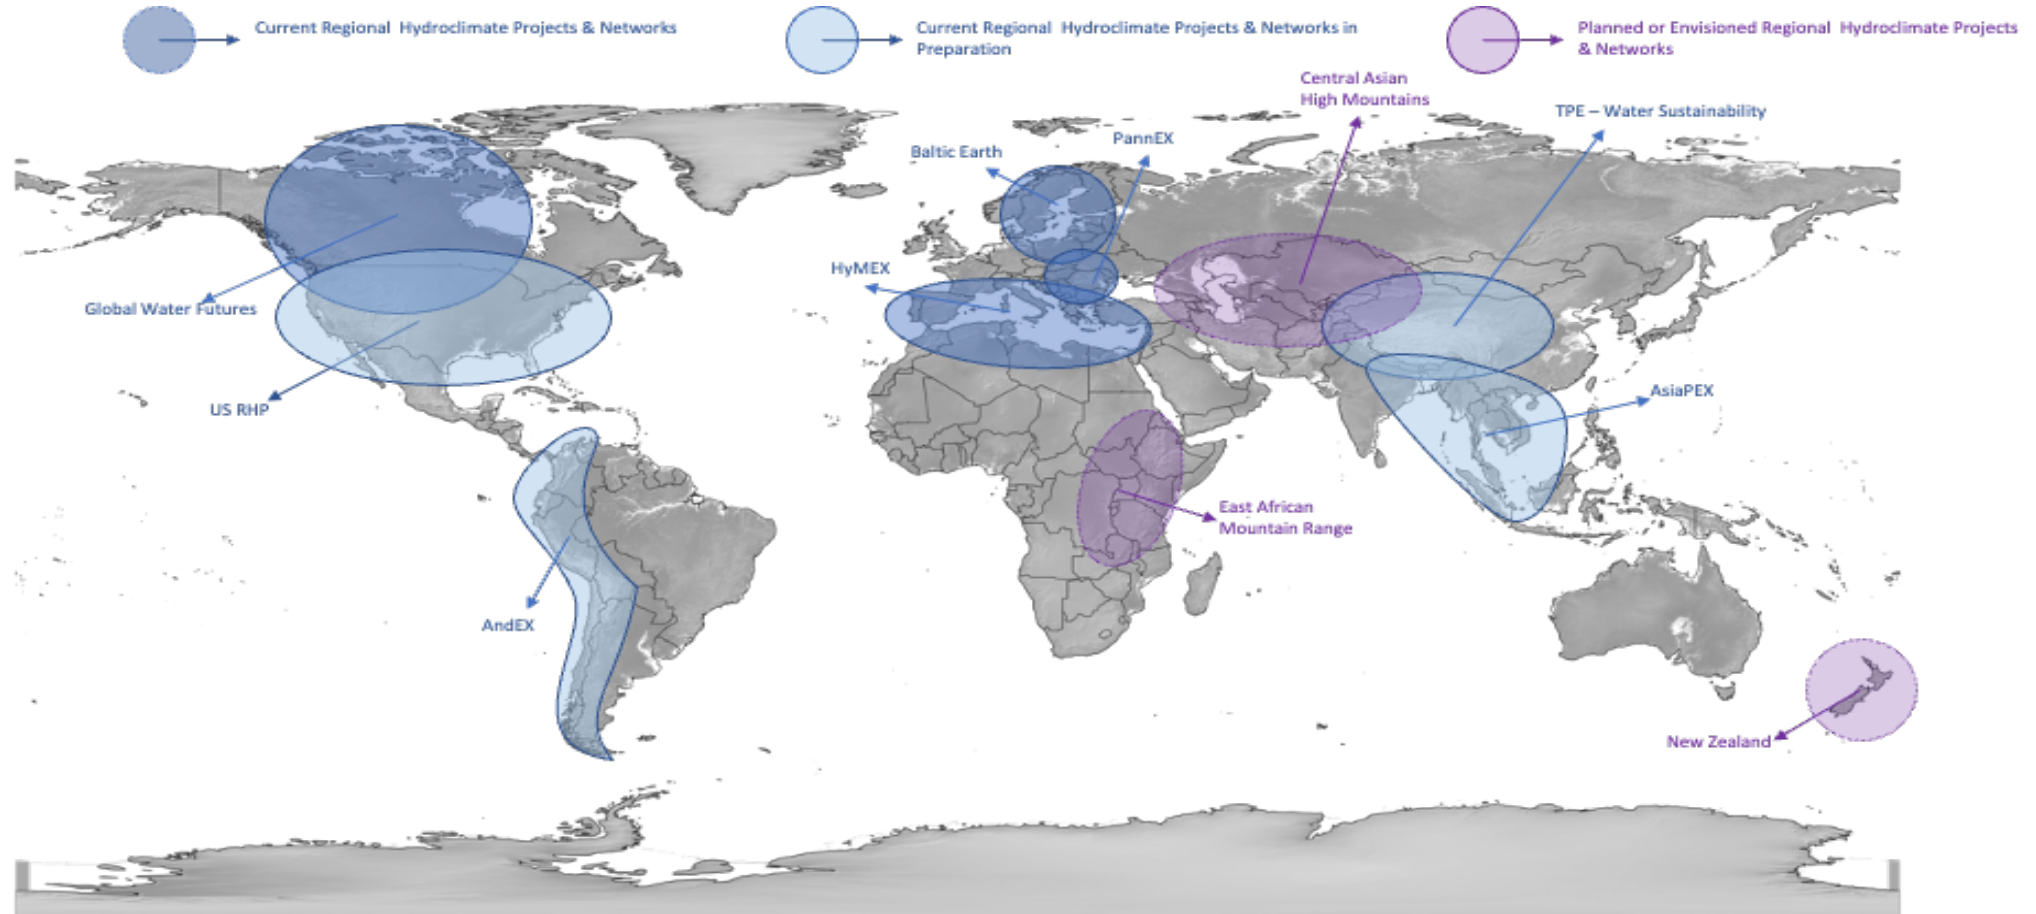 Current Regional Hydroclimate Projects & Networks
Current Regional Hydroclimate Projects & Networks in
Preparation
Planned or Envisioned Regional Hydroclimate Projects
& Networks
Central Asian
High Mountains
TPE – Water Sustainability
PannEX
Baltic Earth
HyMEX
Global Water Futures
US RHP
AsiaPEX
East African
Mountain Range
AndEX
New Zealand